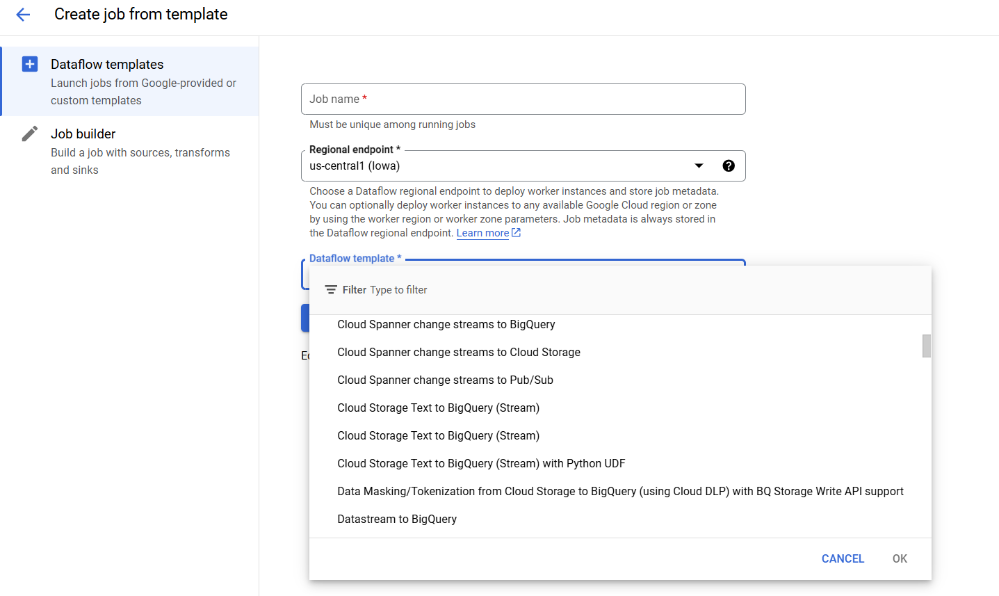 Create job from template
Dataflow templates
Launch jobs from Google-provided or
custom templates
Job builder
Build a job with sources, transforms
and sinks
Job name *
Must be unique among running jobs
Regional endpoint *
us-central1 (Iowa)
Choose a Dataflow regional endpoint to deploy worker instances and store job metadata.
You can optionally deploy worker instances to any available Google Cloud region or zone
by using the worker region or worker zone parameters. Job metadata is always stored in
the Dataflow regional endpoint. Learn more
Dataflow template *
Filter Type to filter
Cloud Spanner change streams to BigQuery
Cloud Spanner change streams to Cloud Storage
Cloud Spanner change streams to Pub/Sub
Cloud Storage Text to BigQuery (Stream)
Cloud Storage Text to BigQuery (Stream)
Cloud Storage Text to BigQuery (Stream) with Python UDF
Data Masking/Tokenization from Cloud Storage to BigQuery (using Cloud DLP) with BQ Storage Write API support
Datastream to BigQuery
CANCEL OK